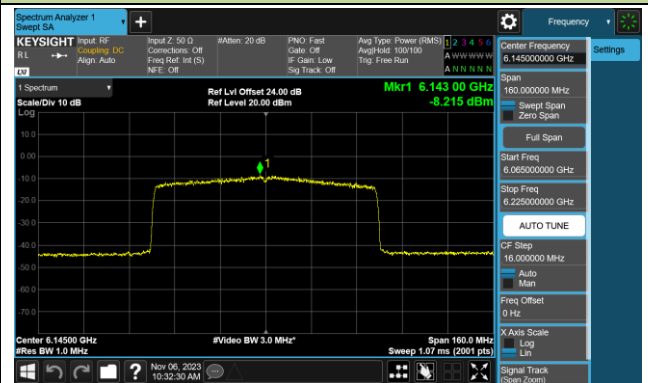 Spectrum Analyzer 1
Swept SA
+
Frequency
KEYSIGHT
RL
LXI
Input: RF
Coupling: DC
Align: Auto
Input Z: 50 Ω
Corrections: Off
Freq Ref: Int (S)
NFE: Off
#Atten: 20 dB
PNO: Fast
Gate: Off
IF Gain: Low
Sig Track: Off
Avg Type: Power (RMS)
Avg|Hold: 100/100
Trig: Free Run
1 2 3 4 5 6
A W W W W W
A N N N N N
Center Frequency
6.145000000 GHz
Settings
Span
160.000000 MHz
Swept Span
Zero Span
Full Span
Start Freq
6.065000000 GHz
Stop Freq
6.225000000 GHz
AUTO TUNE
CF Step
16.000000 MHz
Auto
Man
Freq Offset
0 Hz
X Axis Scale
Log
Lin
Signal Track
(Span Zoom)
1 Spectrum
Scale/Div 10 dB
Log
Ref Lvl Offset 24.00 dB
Ref Level 20.00 dBm
Mkr1 6.143 00 GHz
-8.215 dBm
10.0
0.00
-10.0
-20.0
-30.0
-40.0
-50.0
-60.0
-70.0
1
Center 6.14500 GHz
#Res BW 1.0 MHz
#Video BW 3.0 MHz*
Span 160.0 MHz
Sweep 1.07 ms (2001 pts)
?
Nov 06, 2023
10:32:30 AM